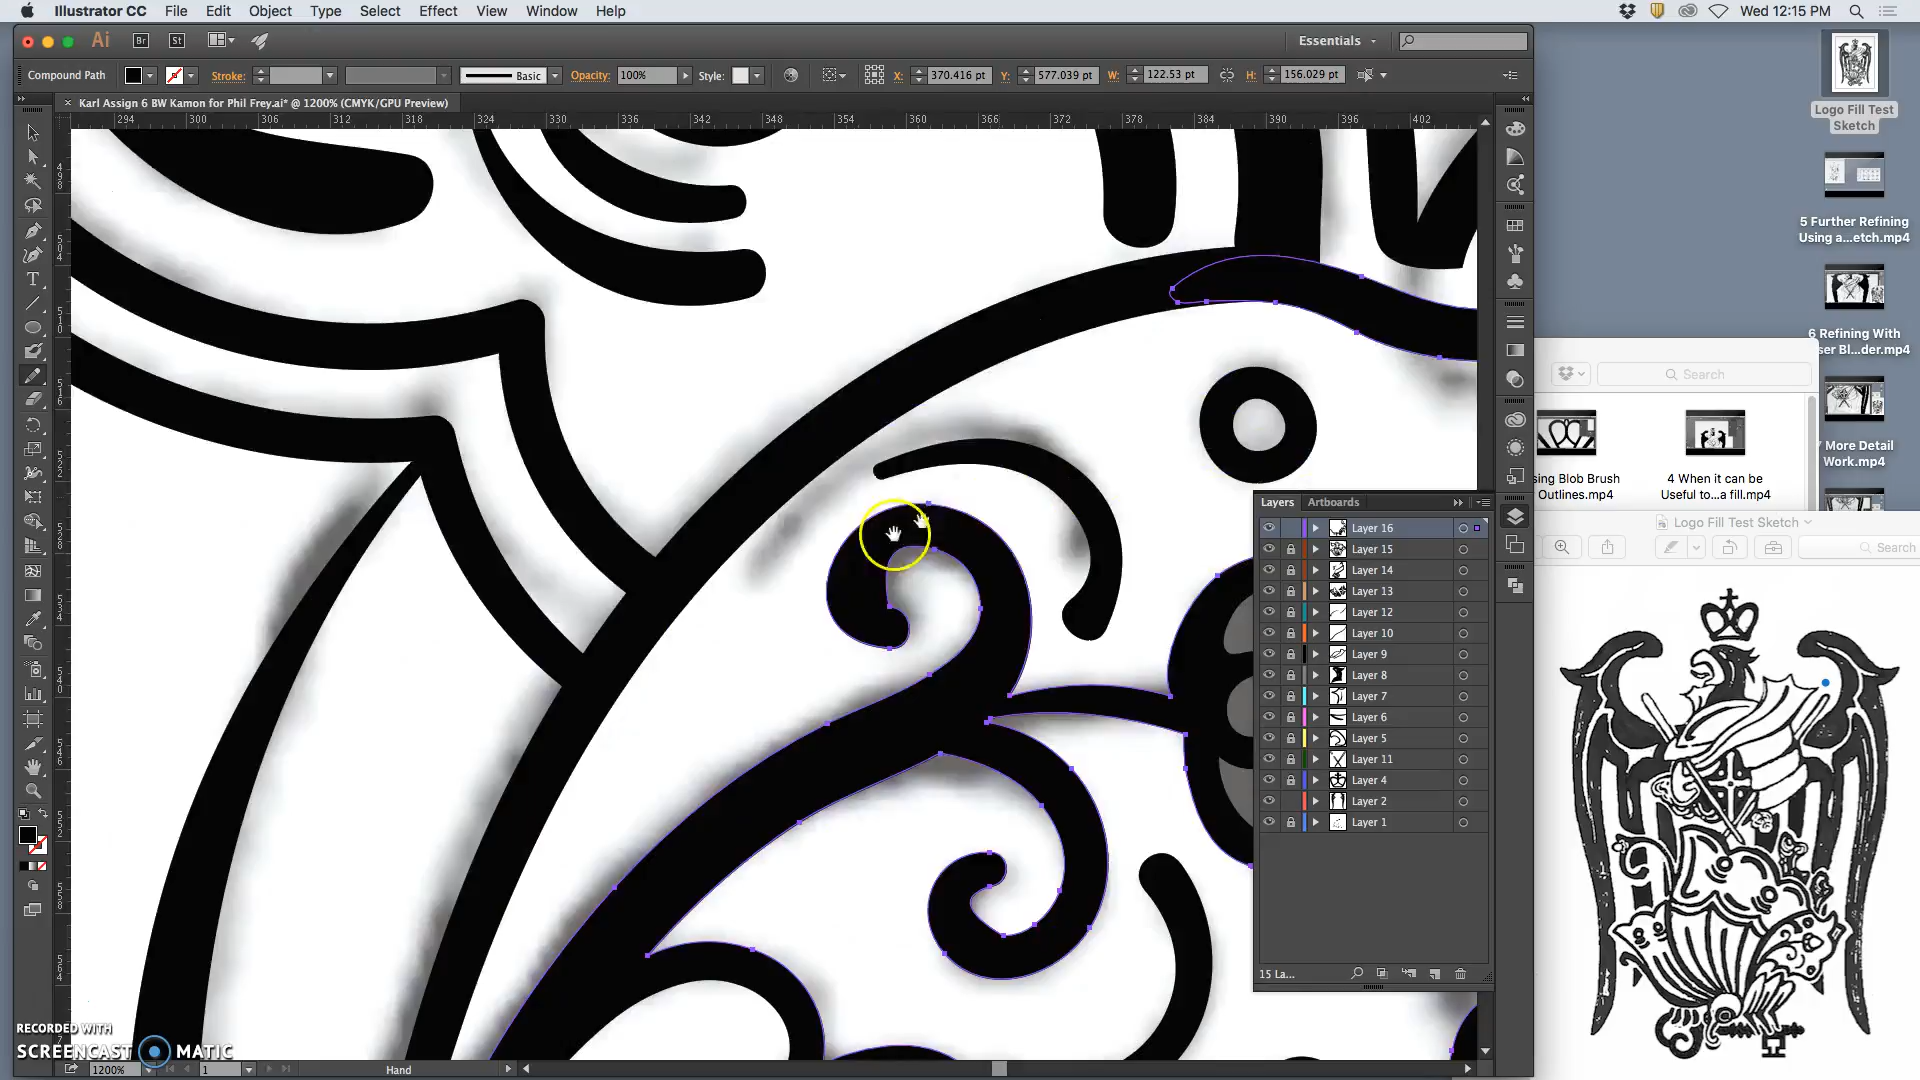 Illustrator CC File Edit Object Type Select Effect View Window Help
Wed 12:15 PM
Ai Br St
Essentials
Compound Path Stroke: Basic Opacity: 100% Style: X: 370.416 pt Y: 577.039 pt W: 122.53 pt H: 156.029 pt
× Karl Assign 6 BW Kamon for Phil Frey.ai* @ 1200% (CMYK/GPU Preview)
294 300 306 312 318 324 330 336 342 348 354 360 366 372 378 384 390 396 402
Logo Fill Test
Sketch
5 Further Refining
Using a...etch.mp4
6 Refining With
ser Bl...der.mp4
More Detail
Work.mp4
Search
sing Blob Brush
Outlines.mp4
4 When it can be
Useful to...a fill.mp4
Logo Fill Test Sketch
Search
Layers Artboards
Layer 16
Layer 15
Layer 14
Layer 13
Layer 12
Layer 10
Layer 9
Layer 8
Layer 7
Layer 6
Layer 5
Layer 11
Layer 4
Layer 2
Layer 1
15 La...
RECORDED WITH
SCREENCAST MATIC
1200% 1 Hand